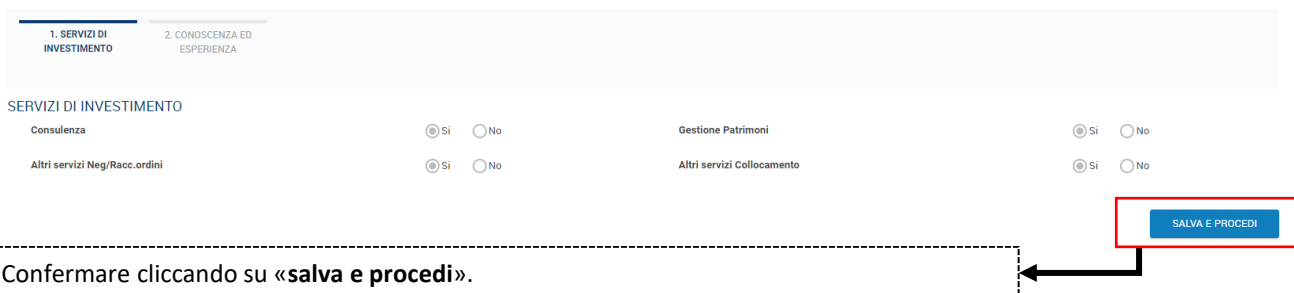 1. SERVIZI DI
INVESTIMENTO
2. CONOSCENZA ED
ESPERIENZA
SERVIZI DI INVESTIMENTO
Consulenza Si No Gestione Patrimoni Si No
Altri servizi Neg/Racc.ordini Si No Altri servizi Collocamento Si No
SALVA E PROCEDI
Confermare cliccando su «salva e procedi».